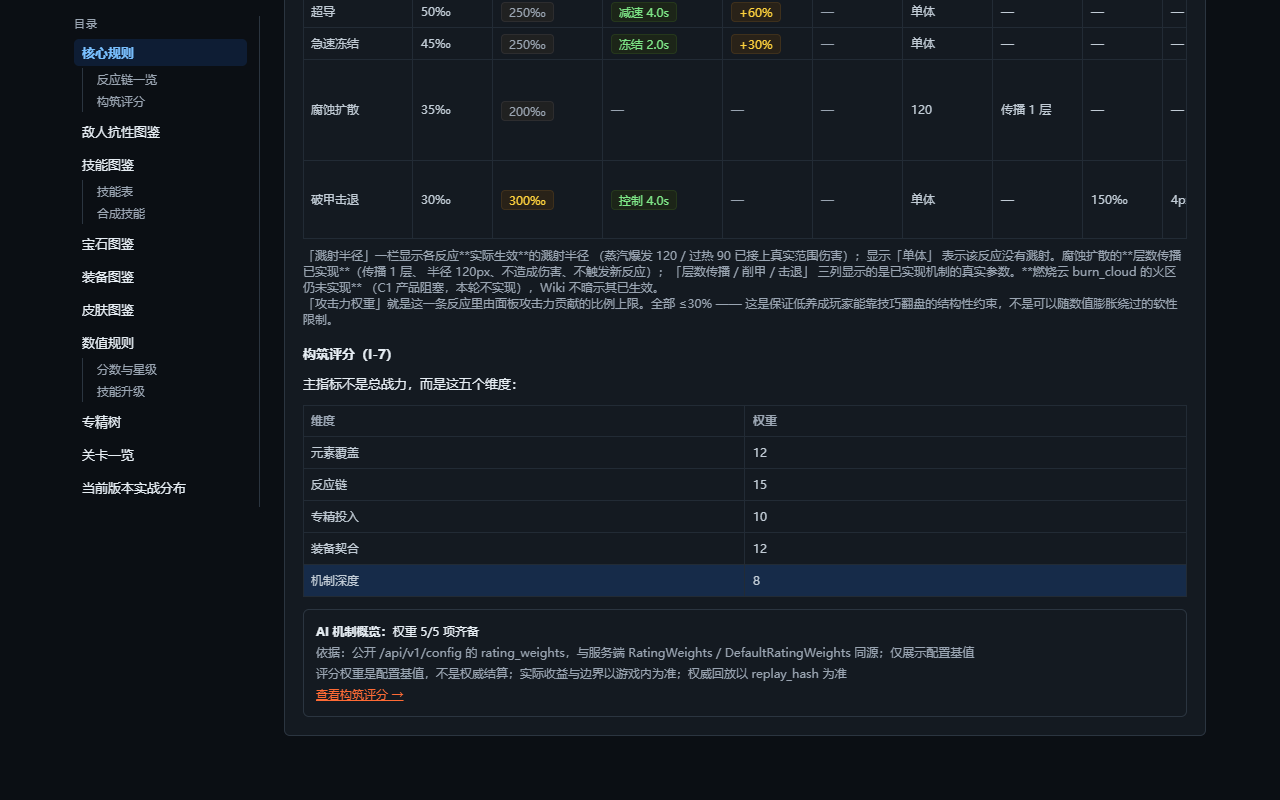 目录
核心规则
反应链一览
构筑评分
敌人抗性图鉴
技能图鉴
技能表
合成技能
宝石图鉴
装备图鉴
皮肤图鉴
数值规则
分数与星级
技能升级
专精树
关卡一览
当前版本实战分布
超导 50‰ 250‰ 减速 4.0s +60% — 单体 — — —
急速冻结 45‰ 250‰ 冻结 2.0s +30% — 单体 — — —
腐蚀扩散 35‰ 200‰ — — — 120 传播 1 层 — —
破甲击退 30‰ 300‰ 控制 4.0s — — 单体 — 150‰ 4p
「溅射半径」一栏显示各反应**实际生效**的溅射半径 （蒸汽爆发 120 / 过热 90 已接上真实范围伤害）；显示「单体」 表示该反应没有溅射。腐蚀扩散的**层数传播
已实现**（传播 1 层、 半径 120px、不造成伤害、不触发新反应）；「层数传播 / 削甲 / 击退」 三列显示的是已实现机制的真实参数。**燃烧云 burn_cloud 的火区
仍未实现** （C1 产品阻塞，本轮不实现），Wiki 不暗示其已生效。
「攻击力权重」就是这一条反应里由面板攻击力贡献的比例上限。全部 ≤30% —— 这是保证低养成玩家能靠技巧翻盘的结构性约束，不是可以随数值膨胀绕过的软性
限制。
构筑评分（I-7）
主指标不是总战力，而是这五个维度：
维度 权重
元素覆盖 12
反应链 15
专精投入 10
装备契合 12
机制深度 8
AI 机制概览：权重 5/5 项齐备
依据：公开 /api/v1/config 的 rating_weights，与服务端 RatingWeights / DefaultRatingWeights 同源；仅展示配置基值
评分权重是配置基值，不是权威结算；实际收益与边界以游戏内为准；权威回放以 replay_hash 为准
查看构筑评分 →